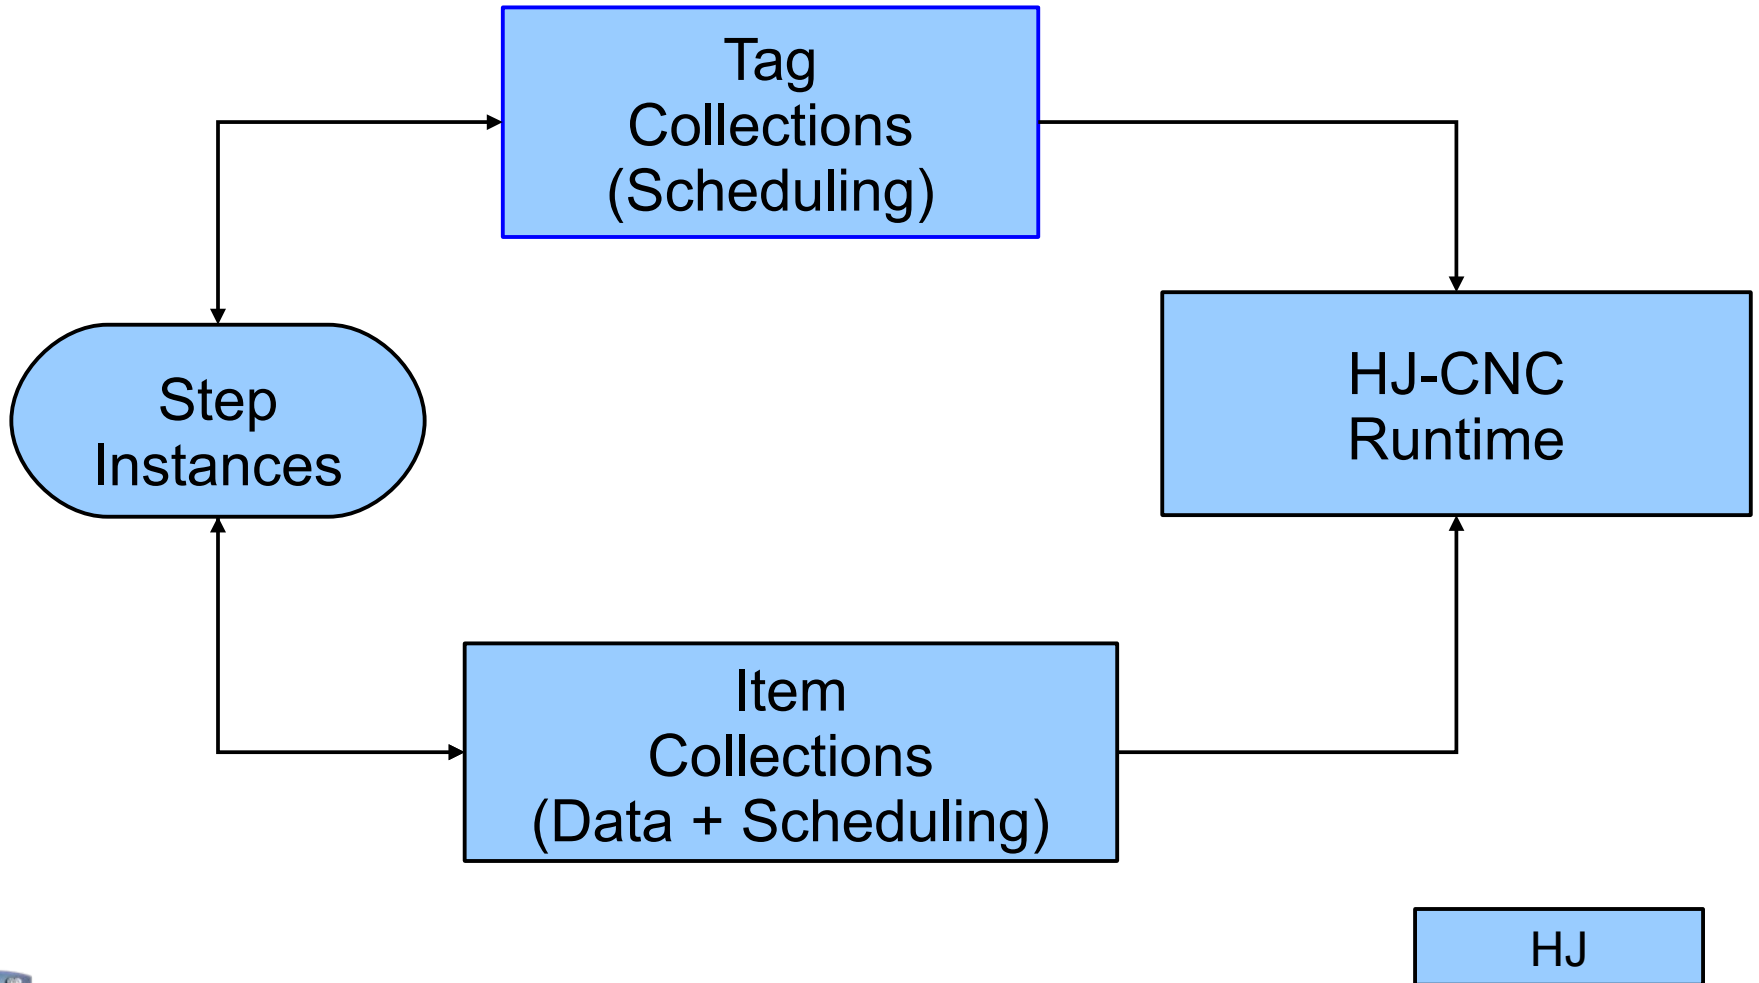 Tag
Collections
(Scheduling)
Step
Instances
HJ-CNC
Runtime
Item
Collections
(Data + Scheduling)
HJ